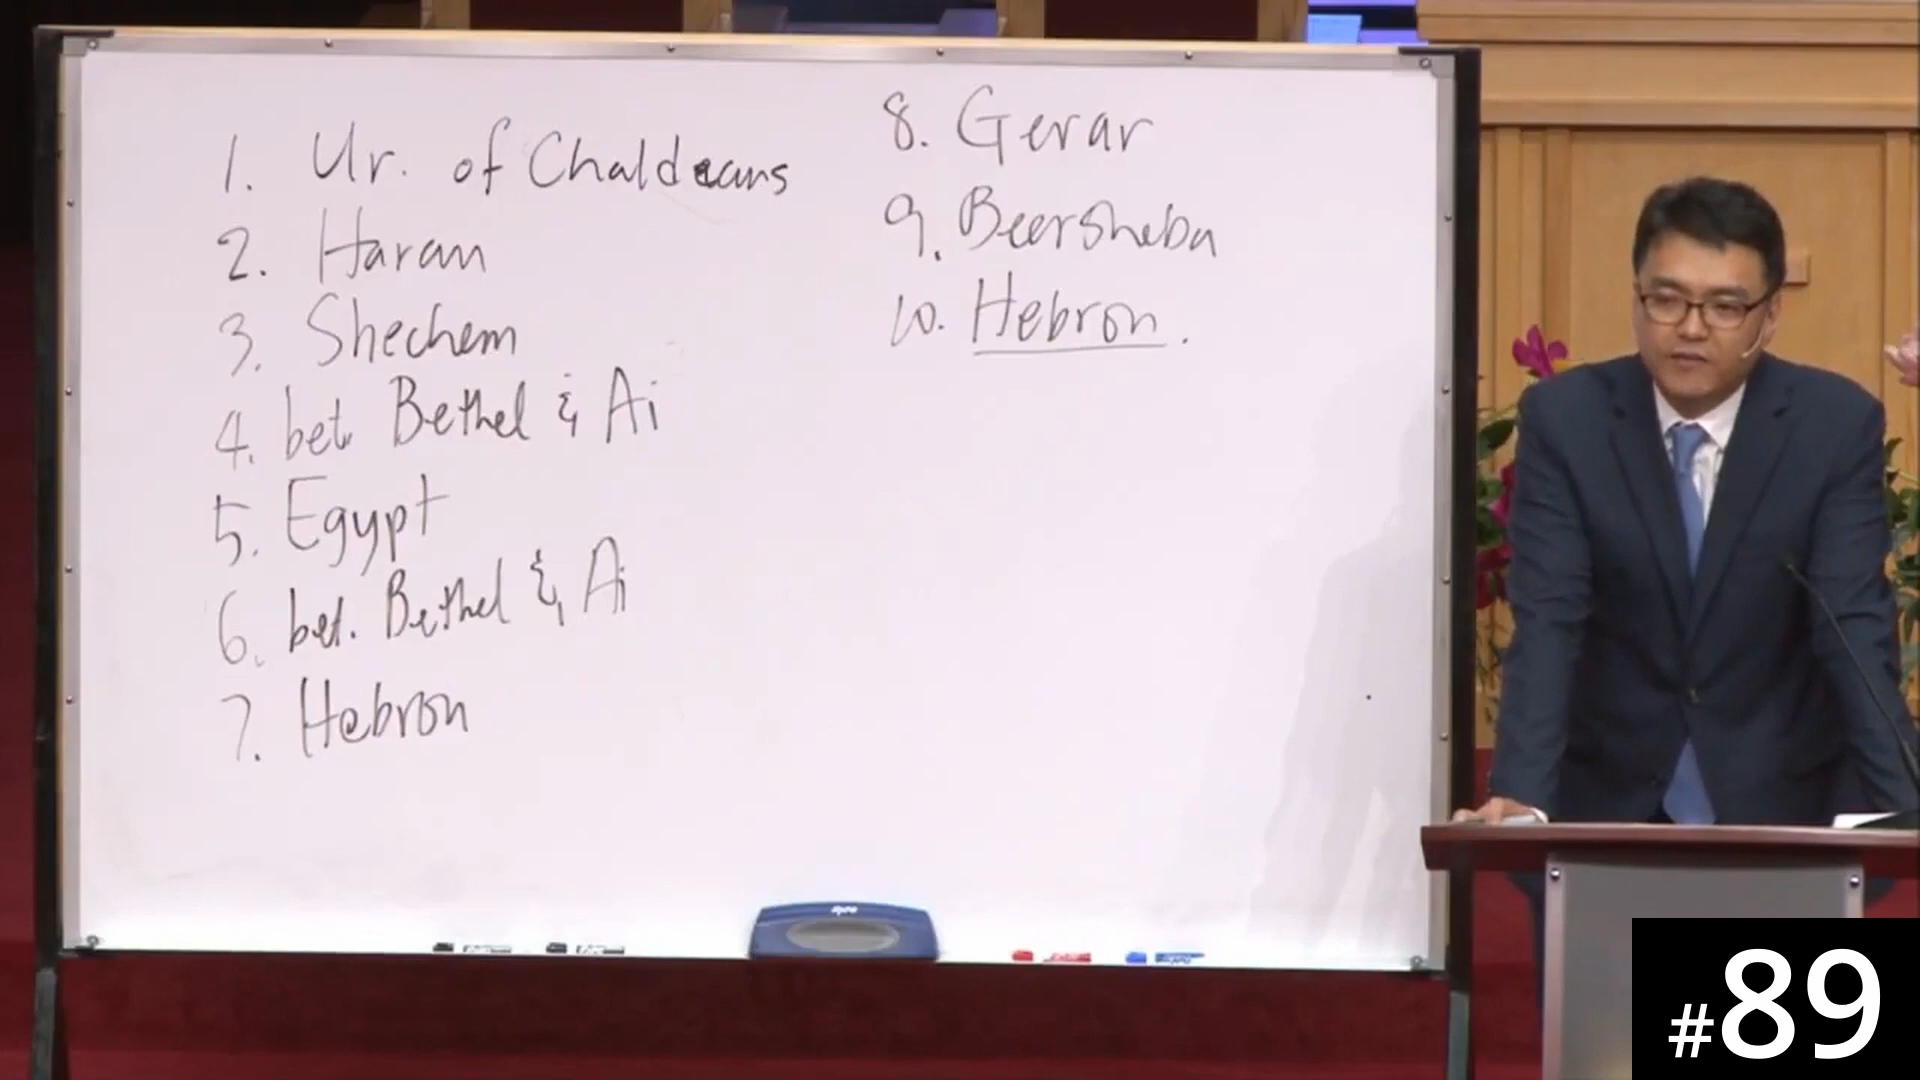 1. Ur. of Chaldeans
2. Haran
3. Shechem
4. bet. Bethel & Ai
5. Egypt
6. bet. Bethel & Ai
7. Hebron
8. Gerar
9. Beersheba
10. Hebron.
#89